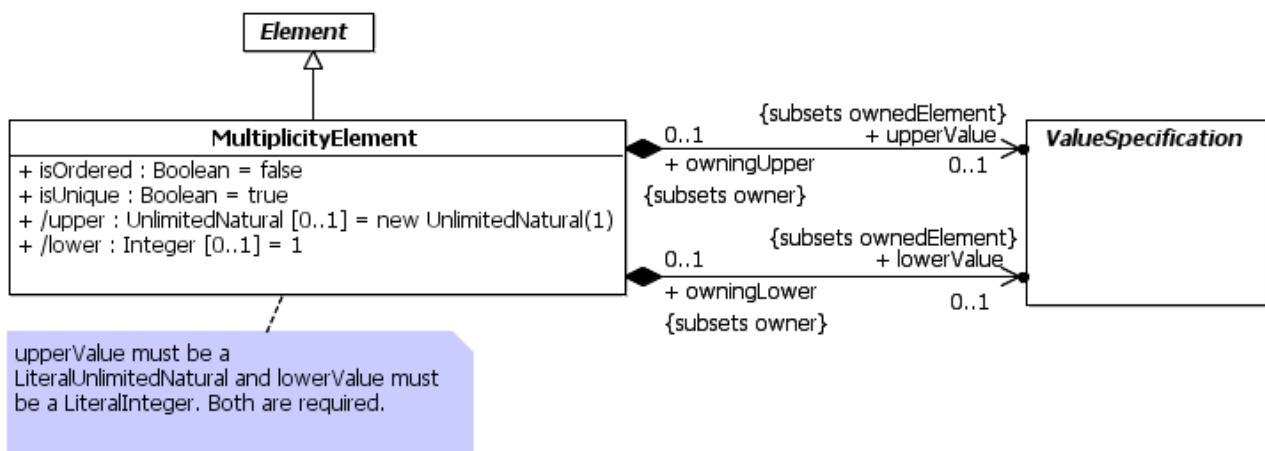 Element
MultiplicityElement
+ isOrdered : Boolean = false
+ isUnique : Boolean = true
+ /upper : UnlimitedNatural [0..1] = new UnlimitedNatural(1)
+ /lower : Integer [0..1] = 1
{subsets ownedElement}
0..1
+ upperValue
+ owningUpper
0..1
{subsets owner}
{subsets ownedElement}
0..1
+ lowerValue
+ owningLower
0..1
{subsets owner}
ValueSpecification
upperValue must be a
LiteralUnlimitedNatural and lowerValue must
be a LiteralInteger. Both are required.